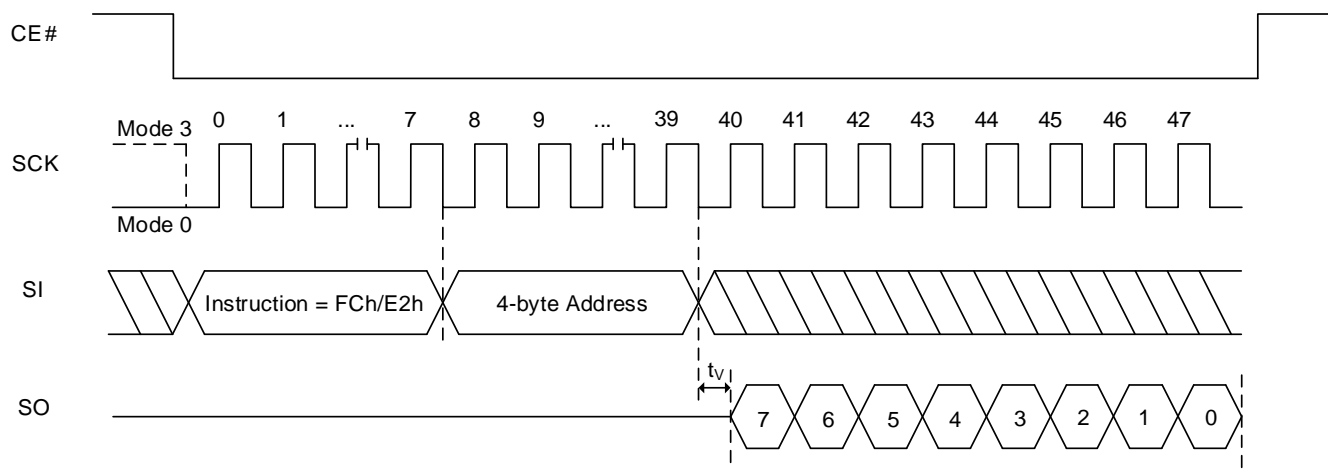 CE#
Mode 3 0 1 ... 7 8 9 ... 39 40 41 42 43 44 45 46 47
SCK
Mode 0
SI Instruction = FCh/E2h 4-byte Address
tV
SO 7 6 5 4 3 2 1 0